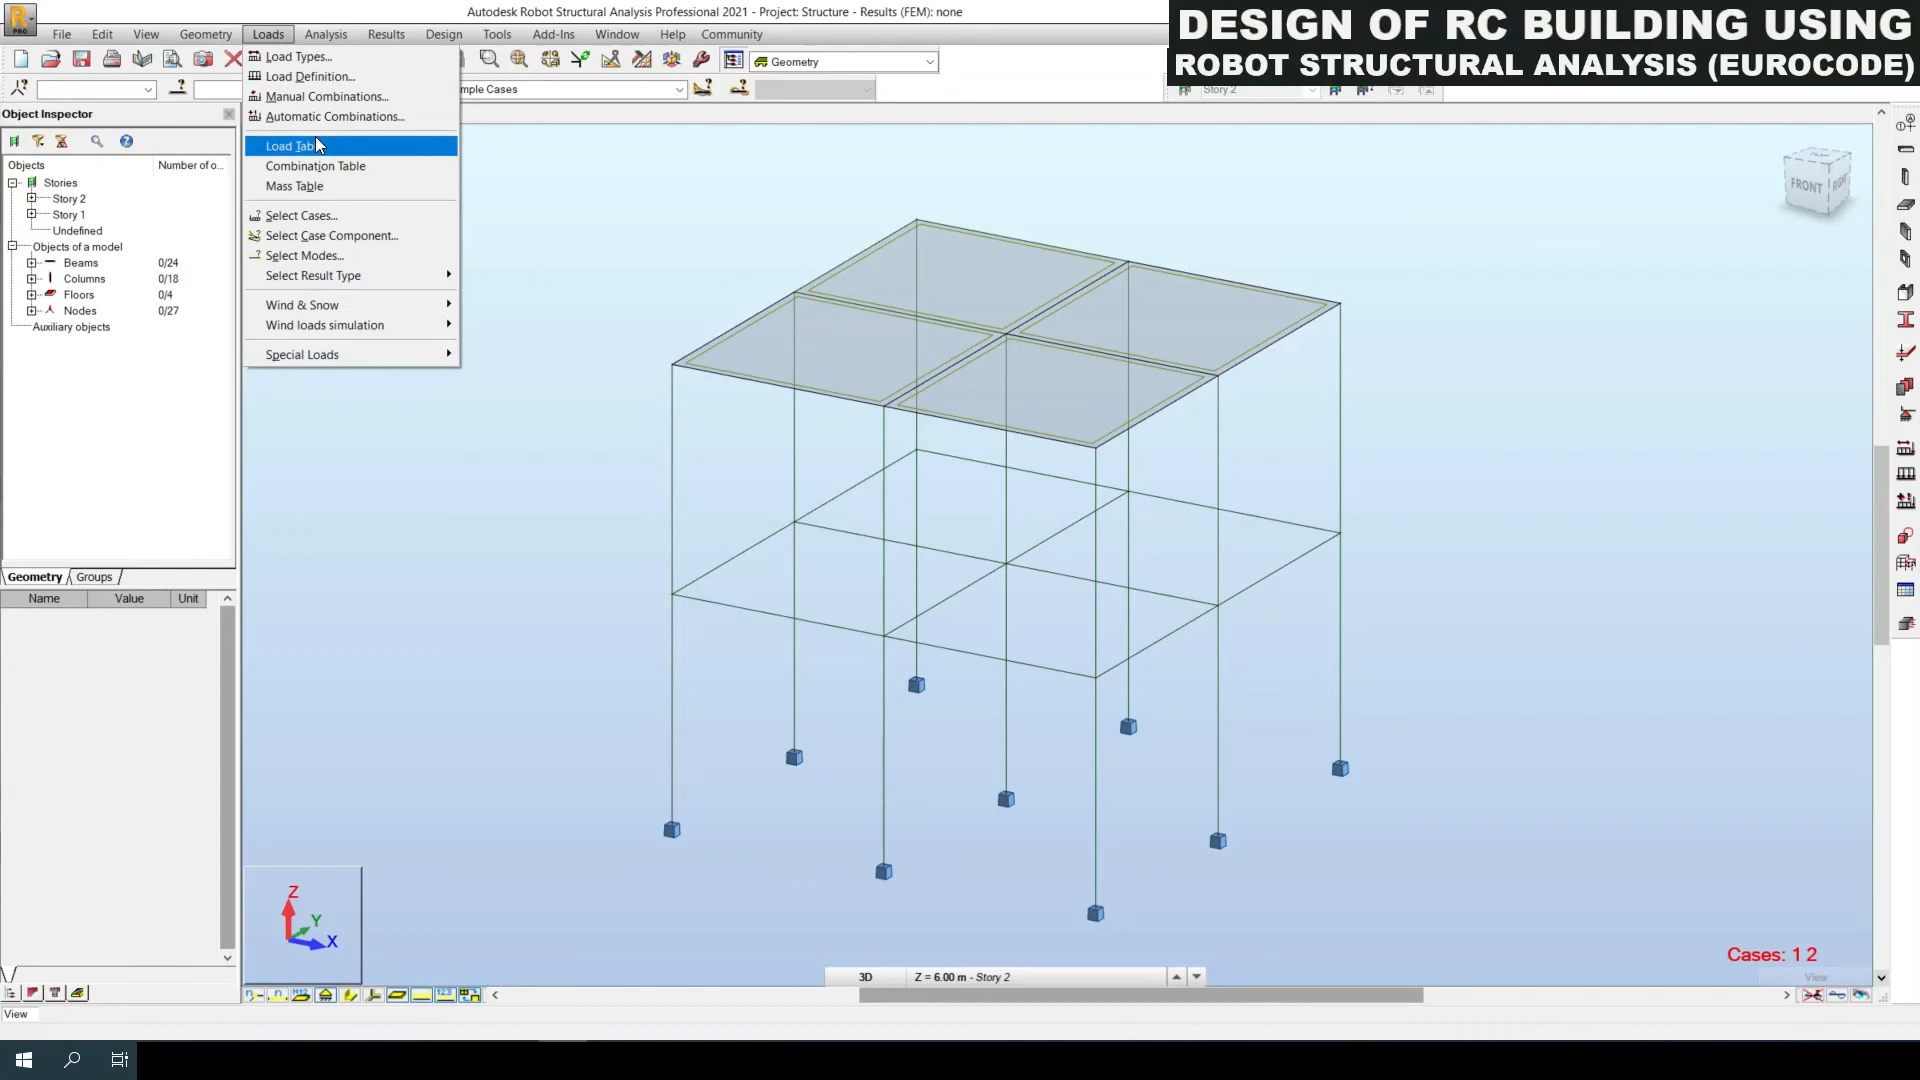 Autodesk Robot Structural Analysis Professional 2021 - Project: Structure - Results (FEM): none
DESIGN OF RC BUILDING USING
ROBOT STRUCTURAL ANALYSIS (EUROCODE)
PRO
File Edit View Geometry Loads Analysis Results Design Tools Add-Ins Window Help Community
Geometry
mple Cases
Story 2
Load Types...
Load Definition...
Manual Combinations...
Automatic Combinations...
Load Tab
Combination Table
Mass Table
Select Cases...
Select Case Component...
Select Modes...
Select Result Type
Wind & Snow
Wind loads simulation
Special Loads
Object Inspector
Objects Number of o...
Stories
Story 2
Story 1
Undefined
Objects of a model
Beams 0/24
Columns 0/18
Floors 0/4
Nodes 0/27
Auxiliary objects
Geometry Groups
Name Value Unit
FRONT RIGHT
Z
Y
X
Cases: 1 2
View
3D Z = 6.00 m - Story 2
View